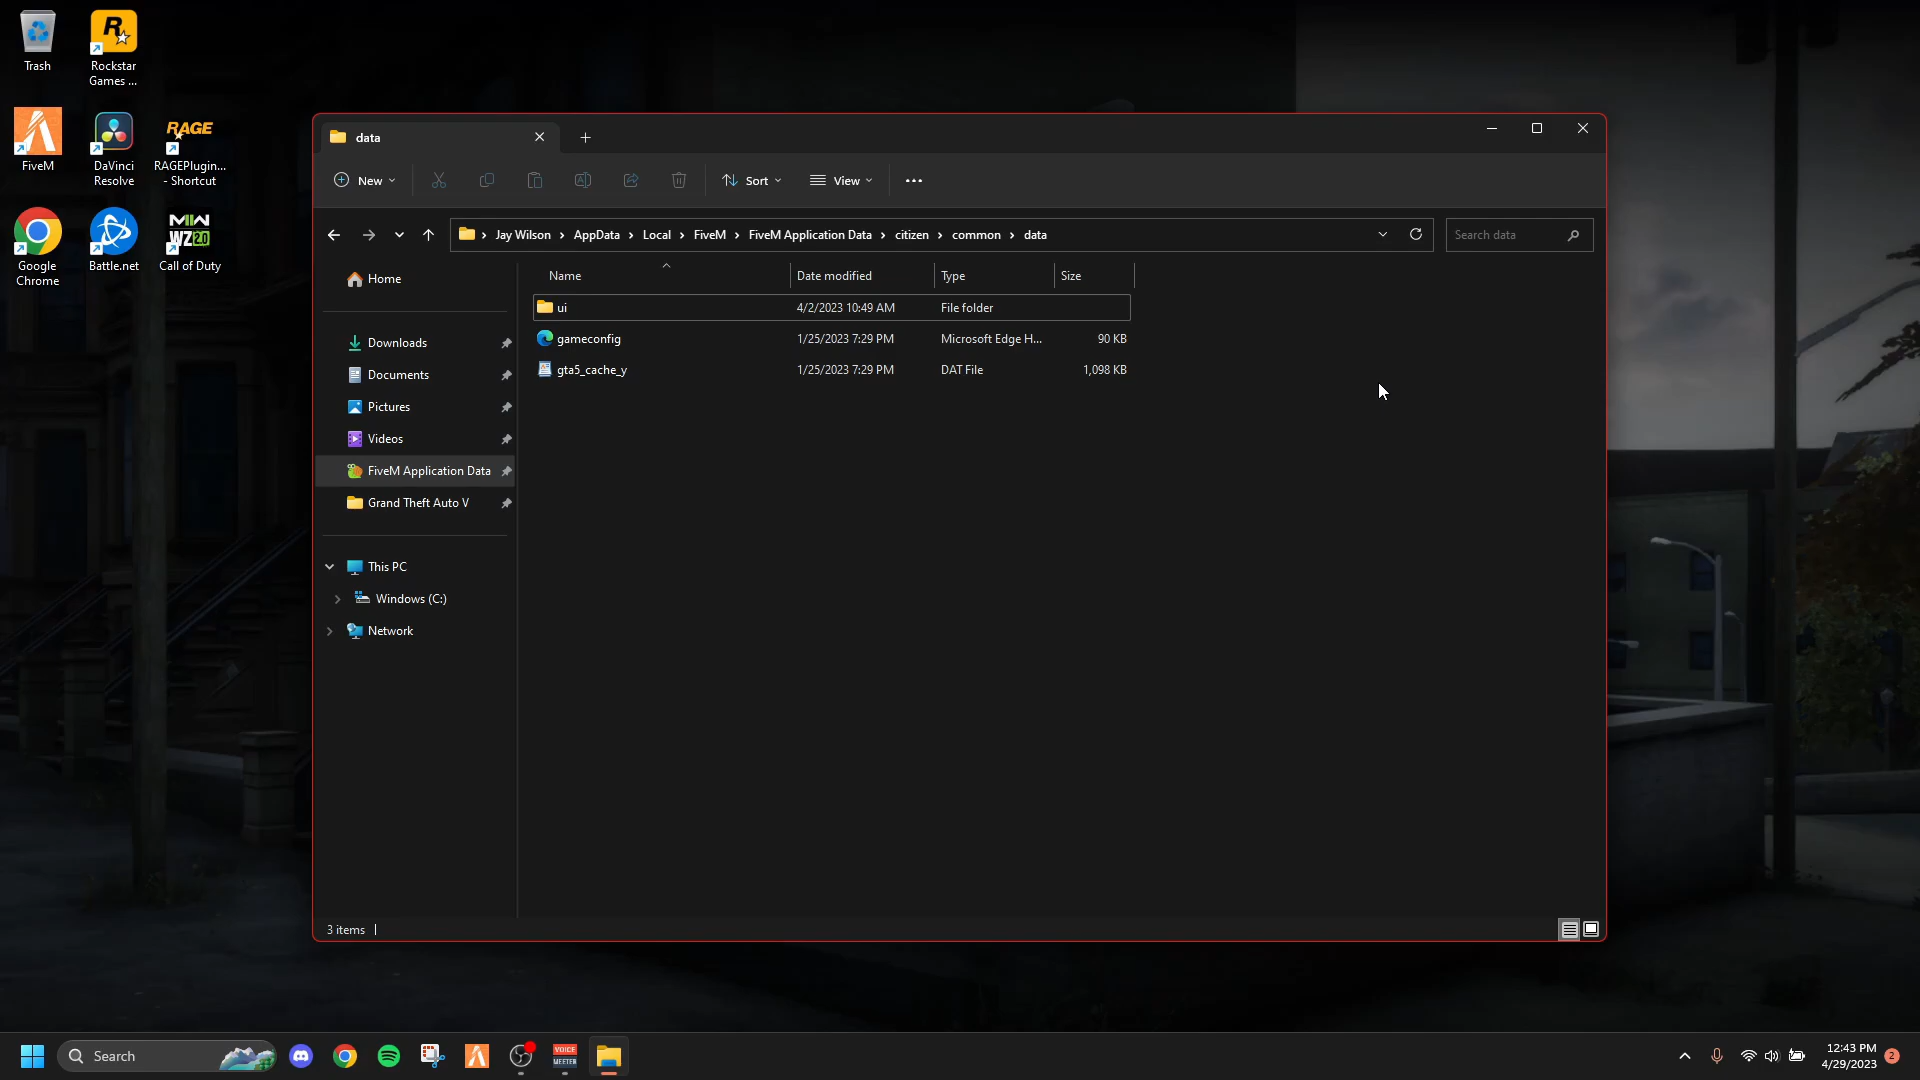 Trash
Rockstar
Games ...
FiveM
DaVinci
Resolve
RAGE
RAGEPlugin...
- Shortcut
Google
Chrome
Battle.net
MW
WZ2.0
Call of Duty
data
New
Sort
View
Jay Wilson
AppData
Local
FiveM
FiveM Application Data
citizen
common
data
Search data
Name
Date modified
Type
Size
ui
4/2/2023 10:49 AM
File folder
gameconfig
1/25/2023 7:29 PM
Microsoft Edge H...
90 KB
gta5_cache_y
1/25/2023 7:29 PM
DAT File
1,098 KB
Home
Downloads
Documents
Pictures
Videos
FiveM Application Data
Grand Theft Auto V
This PC
Windows (C:)
Network
3 items
Search
VOICE
MEETER
12:43 PM
4/29/2023
2